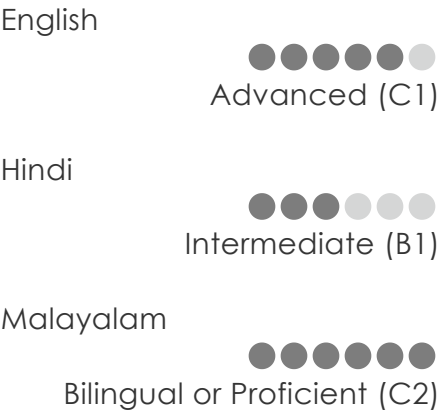 English
Advanced (C1)
Hindi
Intermediate (B1)
Malayalam
Bilingual or Proficient (C2)